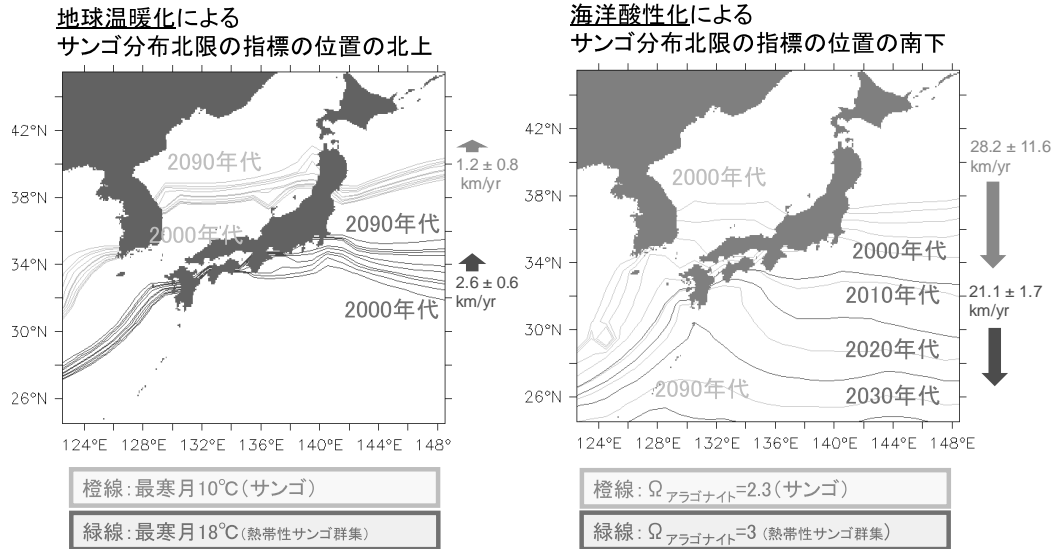 地球温暖化による
サンゴ分布北限の指標の位置の北上
42°N
38°N
34°N
30°N
26°N
124°E 128°E 132°E 136°E 140°E 144°E 148°
2090年代
2000年代
2090年代
2000年代
1.2 ± 0.8
km/yr
2.6 ± 0.6
km/yr
橙線：最寒月10℃（サンゴ）
緑線：最寒月18℃（熱帯性サンゴ群集）
海洋酸性化による
サンゴ分布北限の指標の位置の南下
42°N
38°N
34°N
30°N
26°N
124°E 128°E 132°E 136°E 140°E 144°E 148°E
2000年代
2000年代
2010年代
2020年代
2090年代
2030年代
28.2 ± 11.6
km/yr
21.1 ± 1.7
km/yr
橙線：Ωアラゴナイト=2.3（サンゴ）
緑線：Ωアラゴナイト=3（熱帯性サンゴ群集）